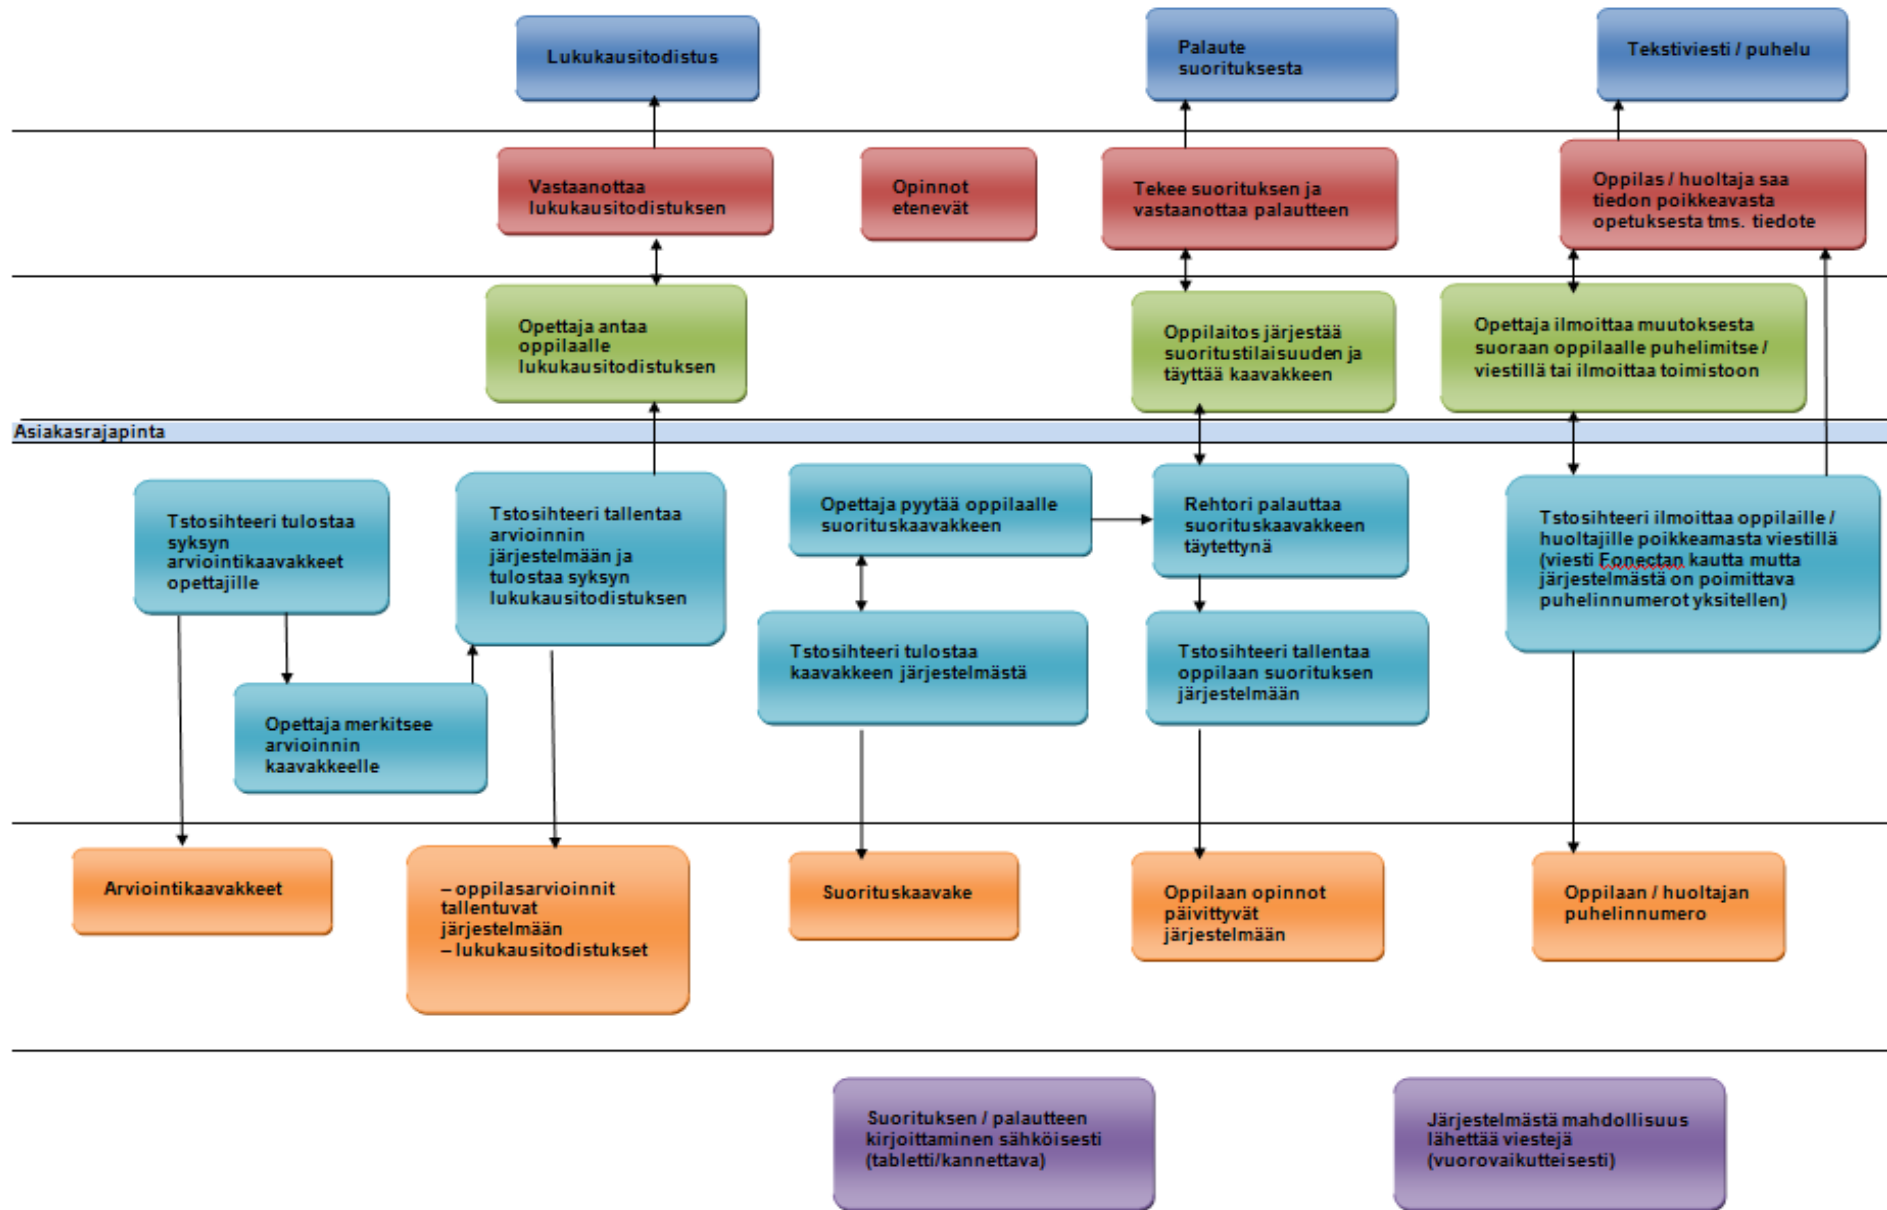 Lukukausitodistus
Palaute
suorituksesta
Tekstiviesti / puhelu
Vastaanottaa
lukukausitodistuksen
Opinnot
etenevät
Tekee suorituksen ja
vastaanottaa palautteen
Oppilas / huoltaja saa
tiedon poikkeavasta
opetuksesta tms. tiedote
Opettaja antaa
oppilaalle
lukukausitodistuksen
Oppilaitos järjestää
suoritustilaisuuden ja
täyttää kaavakkeen
Opettaja ilmoittaa muutoksesta
suoraan oppilaalle puhelimitse /
viestillä tai ilmoittaa toimistoon
Asiakasrajapinta
Tstosihteeri tulostaa
syksyn
arviointikaavakkeet
opettajille
Tstosihteeri tallentaa
arvioinnin
järjestelmään ja
tulostaa syksyn
lukukausitodistuksen
Opettaja pyytää oppilaalle
suorituskaavakkeen
Rehtori palauttaa
suorituskaavakkeen
täytettynä
Tstosihteeri ilmoittaa oppilaille /
huoltajille poikkeamasta viestillä
(viesti Fonectan kautta mutta
järjestelmästä on poimittava
puhelinnumerot yksitellen)
Opettaja merkitsee
arvioinnin
kaavakkeelle
Tstosihteeri tulostaa
kaavakkeen järjestelmästä
Tstosihteeri tallentaa
oppilaan suorituksen
järjestelmään
Arviointikaavakkeet
– oppilasarvioinnit
tallentuvat
järjestelmään
– lukukausitodistukset
Suorituskaavake
Oppilaan opinnot
päivittyvät
järjestelmään
Oppilaan / huoltajan
puhelinnumero
Suorituksen / palautteen
kirjoittaminen sähköisesti
(tabletti/kannettava)
Järjestelmästä mahdollisuus
lähettää viestejä
(vuorovaikutteisesti)